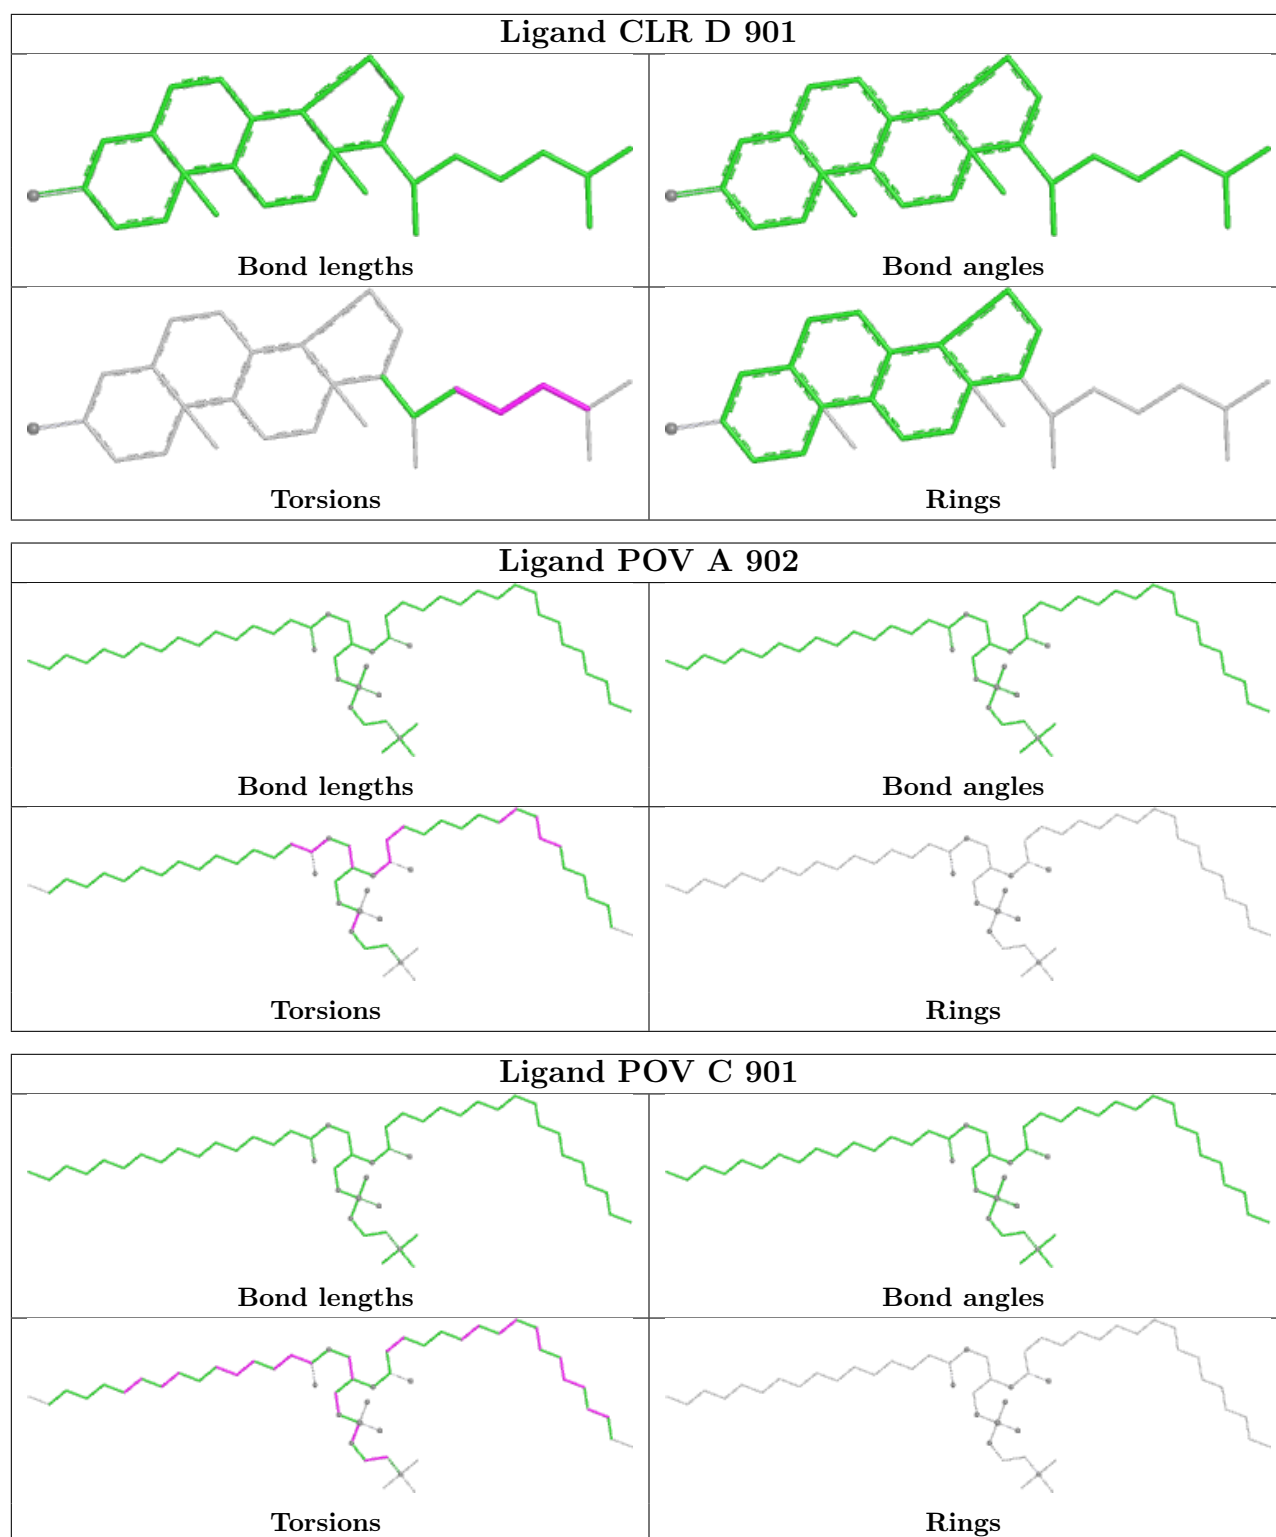 Ligand CLR D 901
Bond lengths
Bond angles
Torsions
Rings
Ligand POV A 902
Bond lengths
Bond angles
Torsions
Rings
Ligand POV C 901
Bond lengths
Bond angles
Torsions
Rings